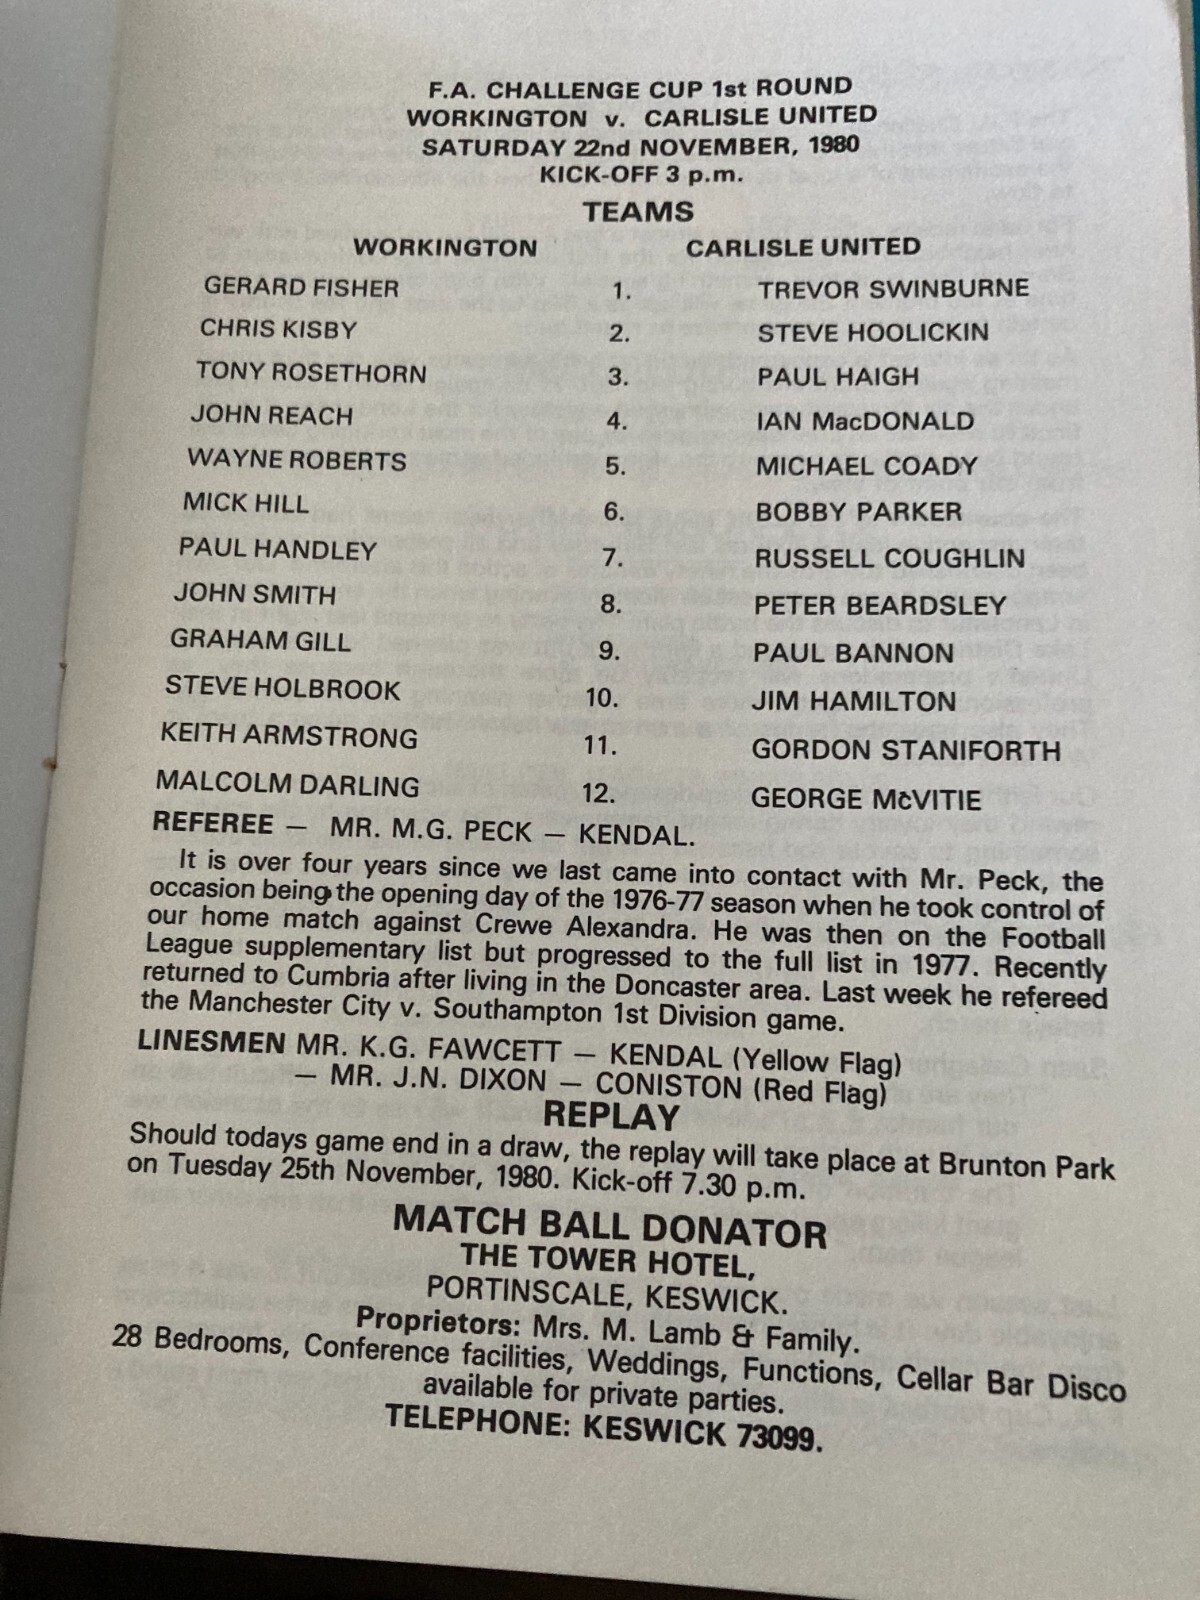 F.A. CHALLENGE CUP 1st ROUND
WORKINGTON v. CARLISLE UNITED
SATURDAY 22nd NOVEMBER, 1980
KICK-OFF 3 p.m.
TEAMS
WORKINGTON CARLISLE UNITED
GERARD FISHER 1. TREVOR SWINBURNE
CHRIS KISBY 2. STEVE HOOLICKIN
TONY ROSETHORN 3. PAUL HAIGH
JOHN REACH 4. IAN MacDONALD
WAYNE ROBERTS 5. MICHAEL COADY
MICK HILL 6. BOBBY PARKER
PAUL HANDLEY 7. RUSSELL COUGHLIN
JOHN SMITH 8. PETER BEARDSLEY
GRAHAM GILL 9. PAUL BANNON
STEVE HOLBROOK 10. JIM HAMILTON
KEITH ARMSTRONG 11. GORDON STANIFORTH
MALCOLM DARLING 12. GEORGE McVITIE
REFEREE — MR. M.G. PECK — KENDAL.
It is over four years since we last came into contact with Mr. Peck, the
occasion being the opening day of the 1976-77 season when he took control of
our home match against Crewe Alexandra. He was then on the Football
League supplementary list but progressed to the full list in 1977. Recently
returned to Cumbria after living in the Doncaster area. Last week he refereed
the Manchester City v. Southampton 1st Division game.
LINESMEN MR. K.G. FAWCETT — KENDAL (Yellow Flag)
— MR. J.N. DIXON — CONISTON (Red Flag)
REPLAY
Should todays game end in a draw, the replay will take place at Brunton Park
on Tuesday 25th November, 1980. Kick-off 7.30 p.m.
MATCH BALL DONATOR
THE TOWER HOTEL,
PORTINSCALE, KESWICK.
Proprietors: Mrs. M. Lamb & Family.
28 Bedrooms, Conference facilities, Weddings, Functions, Cellar Bar Disco
available for private parties.
TELEPHONE: KESWICK 73099.